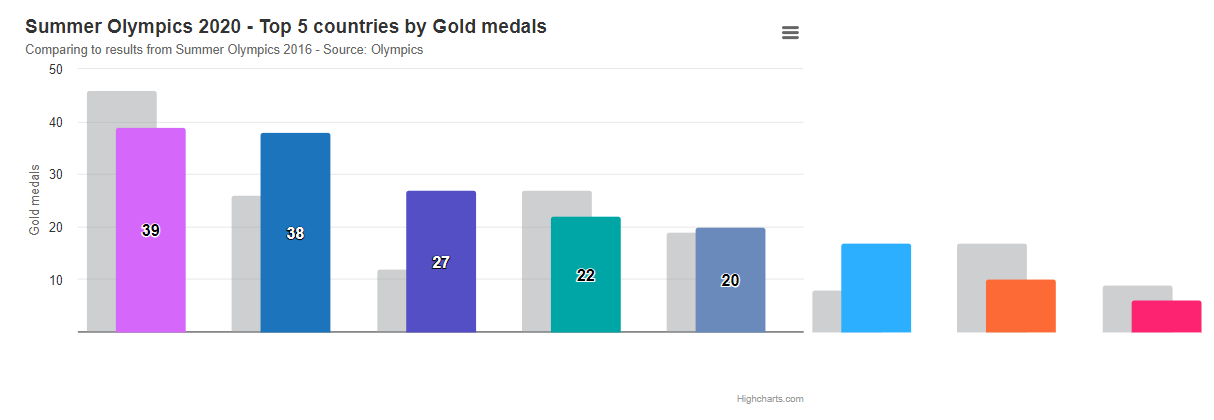 Summer Olympics 2020 - Top 5 countries by Gold medals
Comparing to results from Summer Olympics 2016 - Source: Olympics
Gold medals
50
40
30
20
10
39
38
27
22
20
Highcharts.com